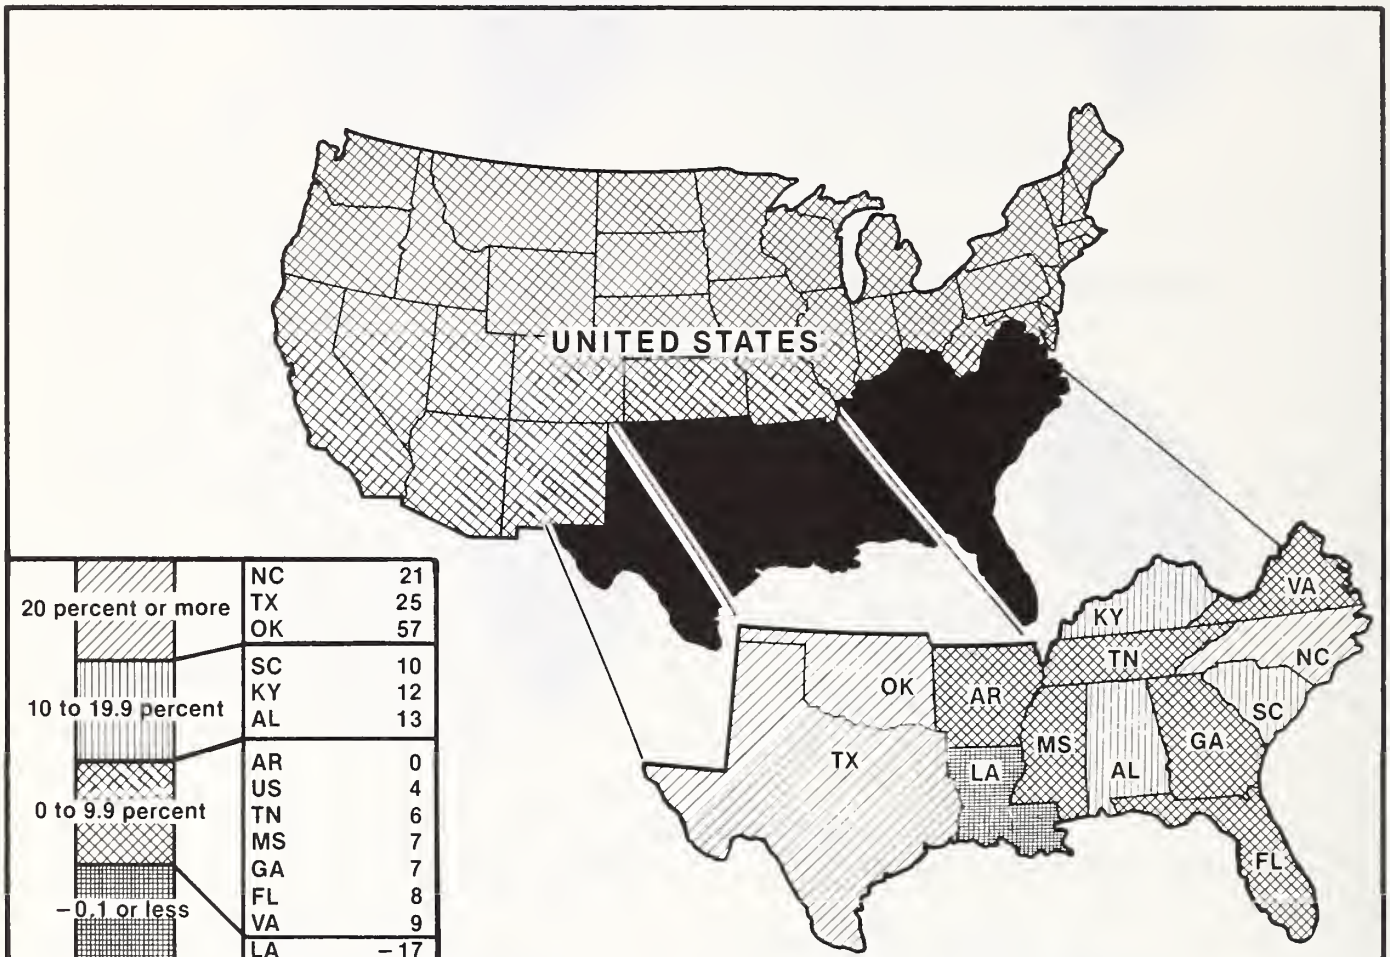 UNITED STATES
20 percent or more
NC 21
TX 25
OK 57
10 to 19.9 percent
SC 10
KY 12
AL 13
0 to 9.9 percent
AR 0
US 4
TN 6
MS 7
GA 7
FL 8
VA 9
−0.1 or less
LA −17
VA
KY
NC
TN
OK
AR
SC
MS
GA
TX
LA
AL
FL